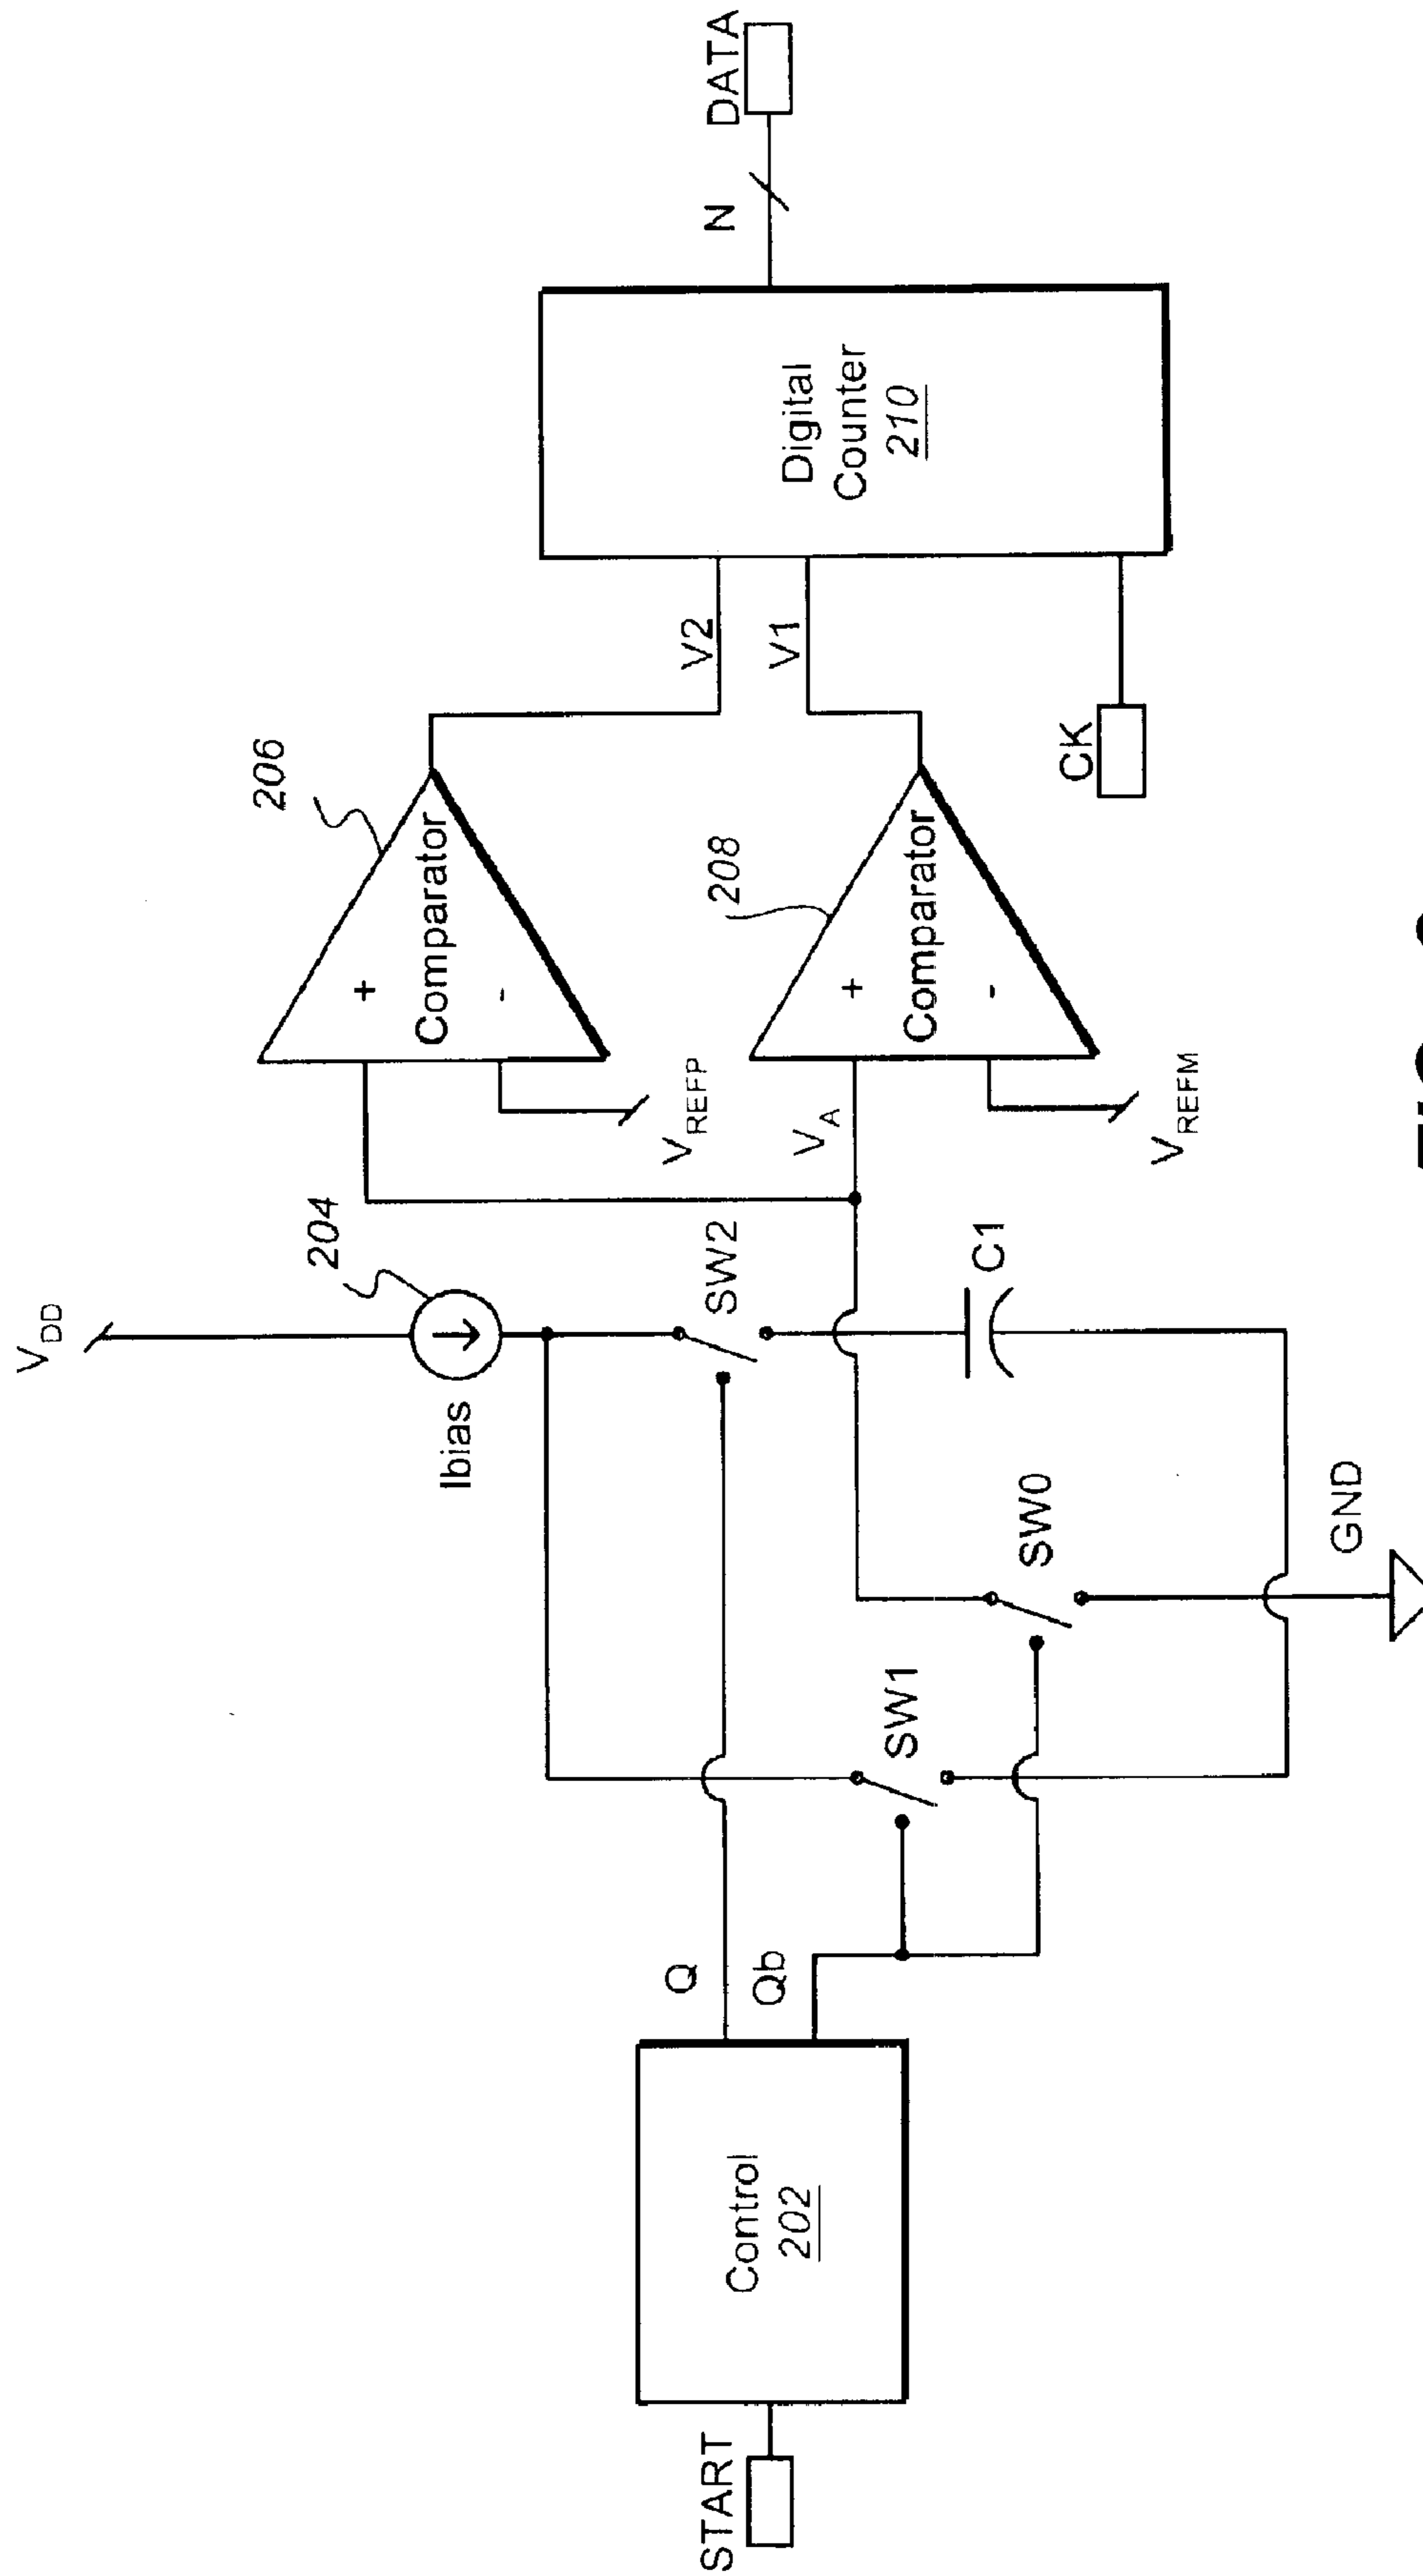 V_DD
204
Ibias
206
Comparator
+
-
V_REFP
208
Comparator
+
-
V_A
V_REFM
SW2
C1
SW1
SW0
GND
START
Control
202
Q
Qb
V2
V1
CK
Digital
Counter
210
N
DATA